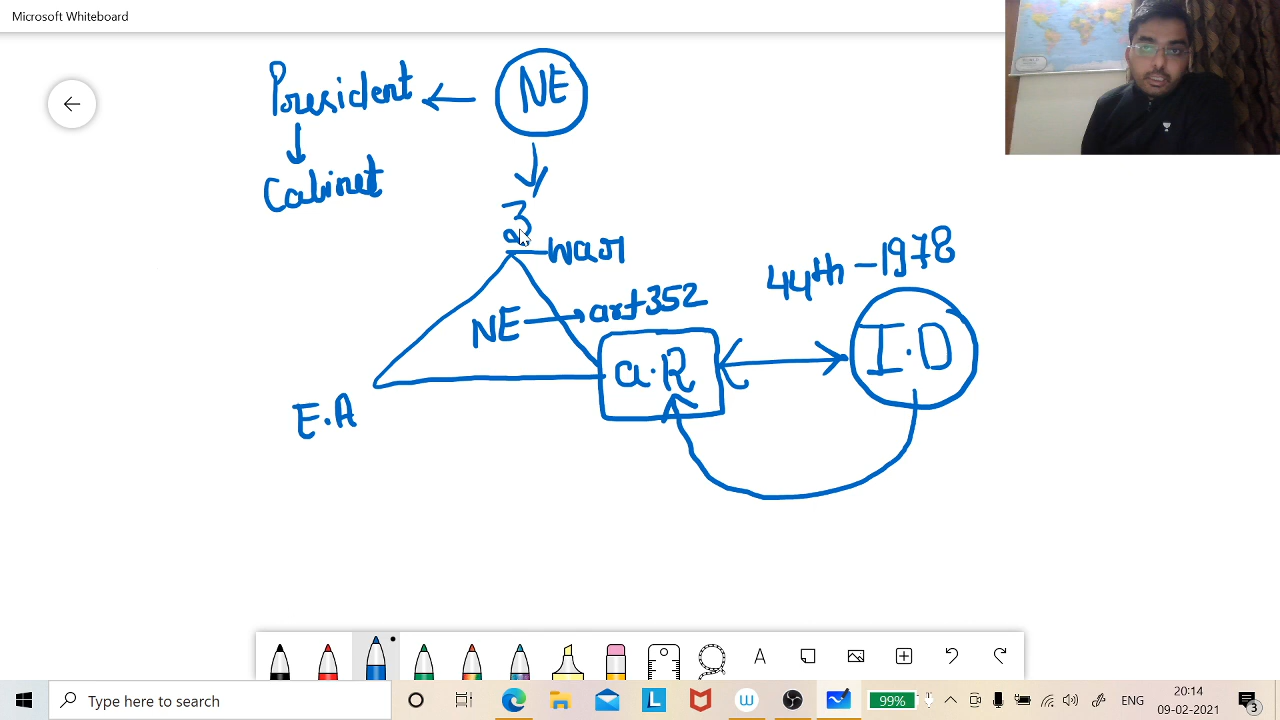 Microsoft Whiteboard
President
NE
Cabinet
3
war
44th - 1978
NE
art 352
a.R
I.D
E.A
A
Type here to search
L
W
99%
ENG
20:14
09-02-2021
3